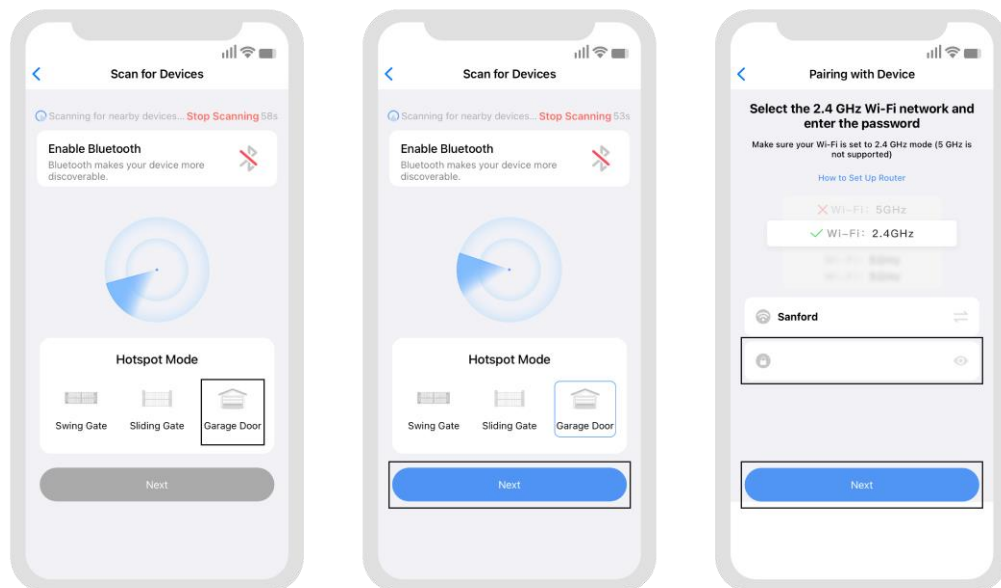 Scan for Devices
Scanning for nearby devices... Stop Scanning 58s
Enable Bluetooth
Bluetooth makes your device more
discoverable.
Hotspot Mode
Swing Gate
Sliding Gate
Garage Door
Next
Scan for Devices
Scanning for nearby devices... Stop Scanning 53s
Enable Bluetooth
Bluetooth makes your device more
discoverable.
Hotspot Mode
Swing Gate
Sliding Gate
Garage Door
Next
Pairing with Device
Select the 2.4 GHz Wi-Fi network and
enter the password
Make sure your Wi-Fi is set to 2.4 GHz mode (5 GHz is
not supported)
How to Set Up Router
Wi-Fi: 5GHz
Wi-Fi: 2.4GHz
Sanford
Next